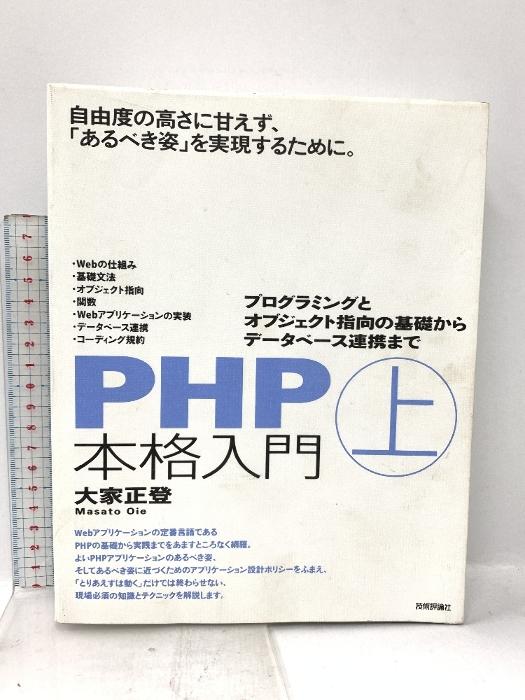 自由度の高さに甘えず、
「あるべき姿」を実現するために。
・Webの仕組み
・基礎文法
・オブジェクト指向
・関数
・Webアプリケーションの実装
・データベース連携
・コーディング規約
プログラミングと
オブジェクト指向の基礎から
データベース連携まで
PHP
本格入門
上
大家正登
Masato Oie
Webアプリケーションの定番言語である
PHPの基礎から実践までをあますところなく網羅。
よいPHPアプリケーションのあるべき姿、
そしてあるべき姿に近づくためのアプリケーション設計ポリシーをふまえ、
「とりあえずは動く」だけでは終わらせない、
現場必須の知識とテクニックを解説します。
技術評論社